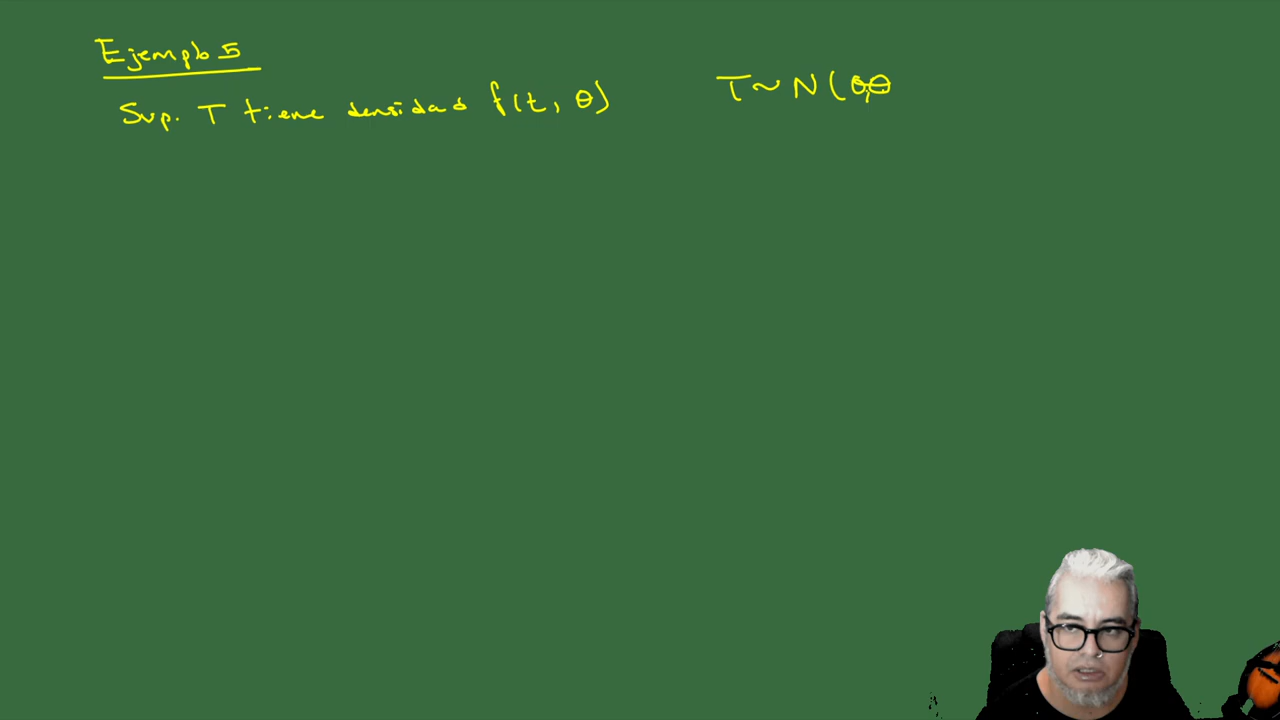 Ejemplo 5
Sup. T tiene densidad f(t, θ)
T ~ N(θ,θ